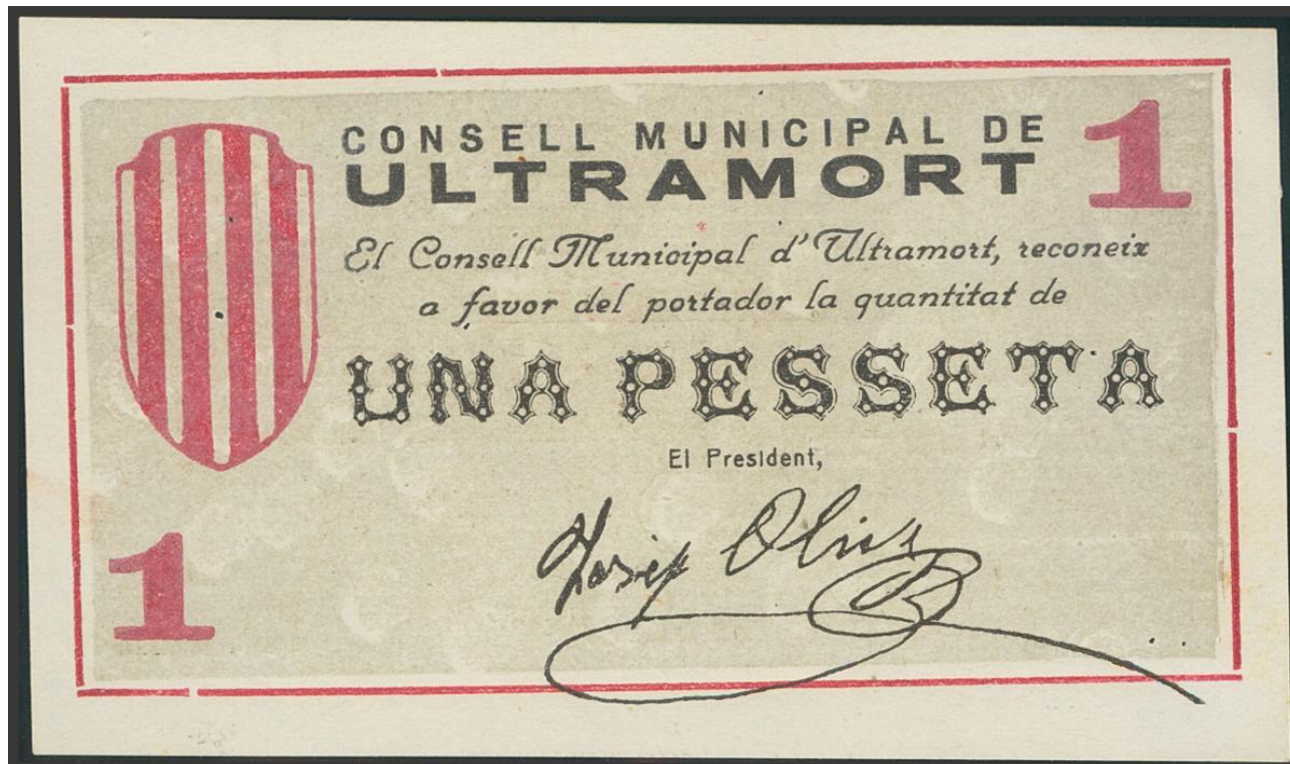 CONSELL MUNICIPAL DE
ULTRAMORT
1
El Consell Municipal d'Ultramort, reconeix
a favor del portador la quantitat de
UNA PESSETA
El President,
Josep
1